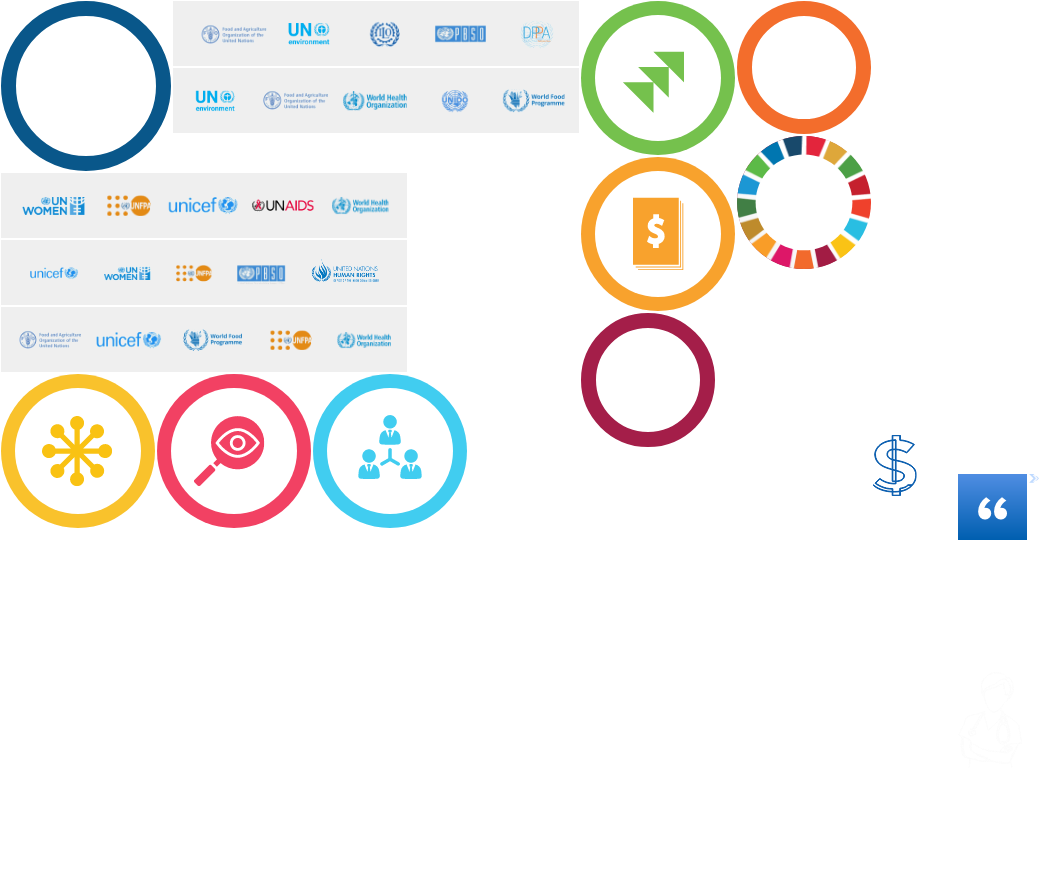 Food and Agriculture
Organization of the
United Nations
UN
environment
ILO
PBSO
DPPA
UN
environment
Food and Agriculture
Organization of the
United Nations
World Health
Organization
UNIDO
World Food
Programme
$
UN
WOMEN
UNFPA
unicef
UNAIDS
World Health
Organization
unicef
UN
WOMEN
UNFPA
PBSO
UNITED NATIONS
HUMAN RIGHTS
Food and Agriculture
Organization of the
United Nations
unicef
World Food
Programme
UNFPA
World Health
Organization
$
“